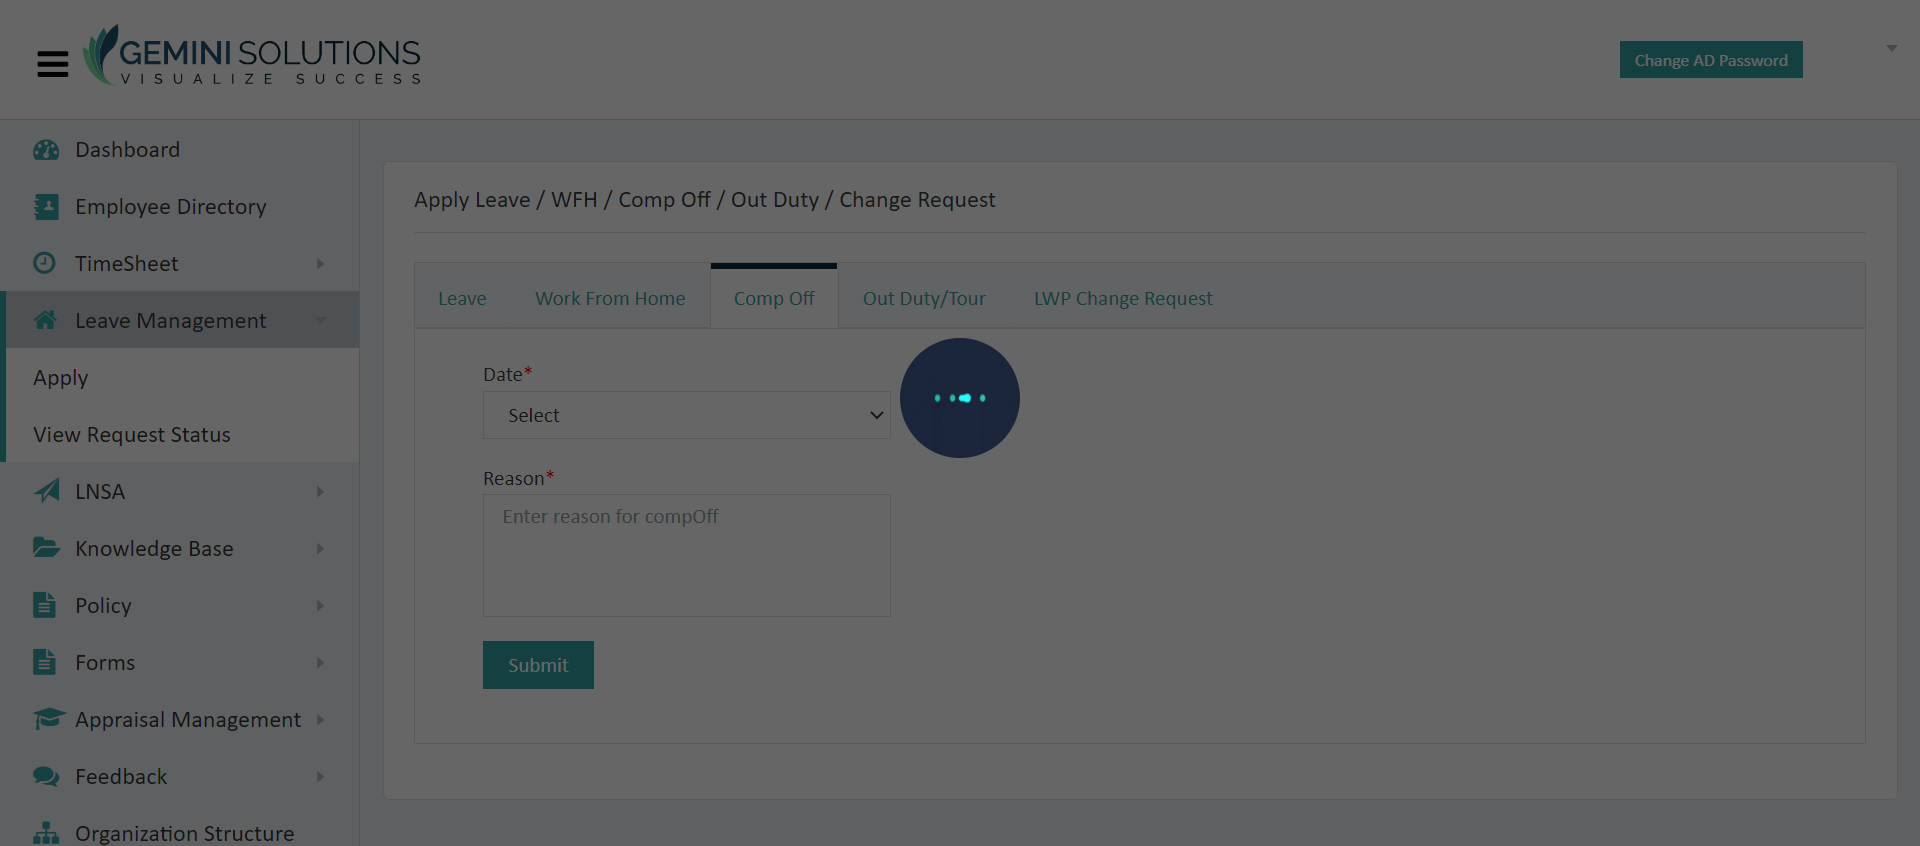 GEMINI SOLUTIONS
VISUALIZE SUCCESS
Change AD Password
Dashboard
Employee Directory
TimeSheet
Leave Management
Apply
View Request Status
LNSA
Knowledge Base
Policy
Forms
Appraisal Management
Feedback
Organization Structure
Apply Leave / WFH / Comp Off / Out Duty / Change Request
Leave Work From Home Comp Off Out Duty/Tour LWP Change Request
Date*
Select
Reason*
Enter reason for compOff
Submit